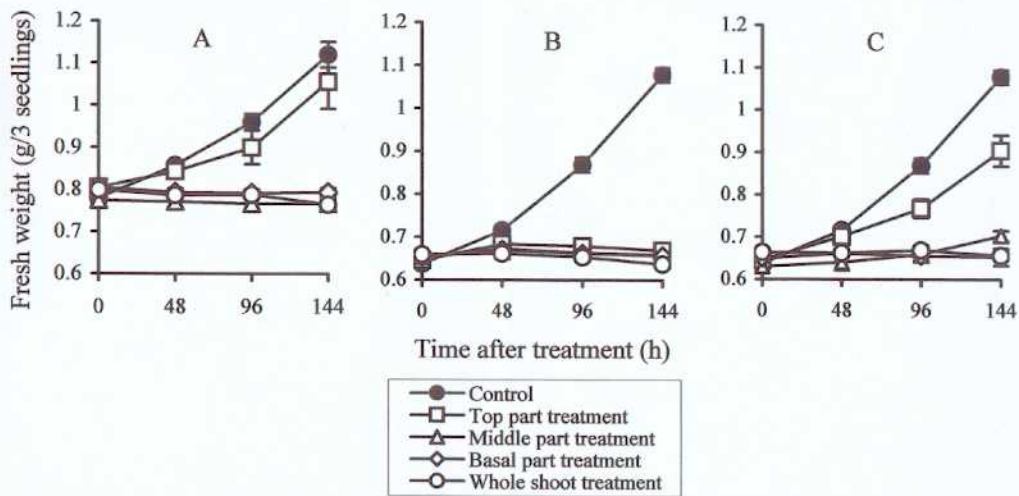 A
B
C
Fresh weight (g/3 seedlings)
1.2
1.1
1
0.9
0.8
0.7
0.6
0 48 96 144
1.2
1.1
1
0.9
0.8
0.7
0.6
0 48 96 144
1.2
1.1
1
0.9
0.8
0.7
0.6
0 48 96 144
Time after treatment (h)
Control
Top part treatment
Middle part treatment
Basal part treatment
Whole shoot treatment